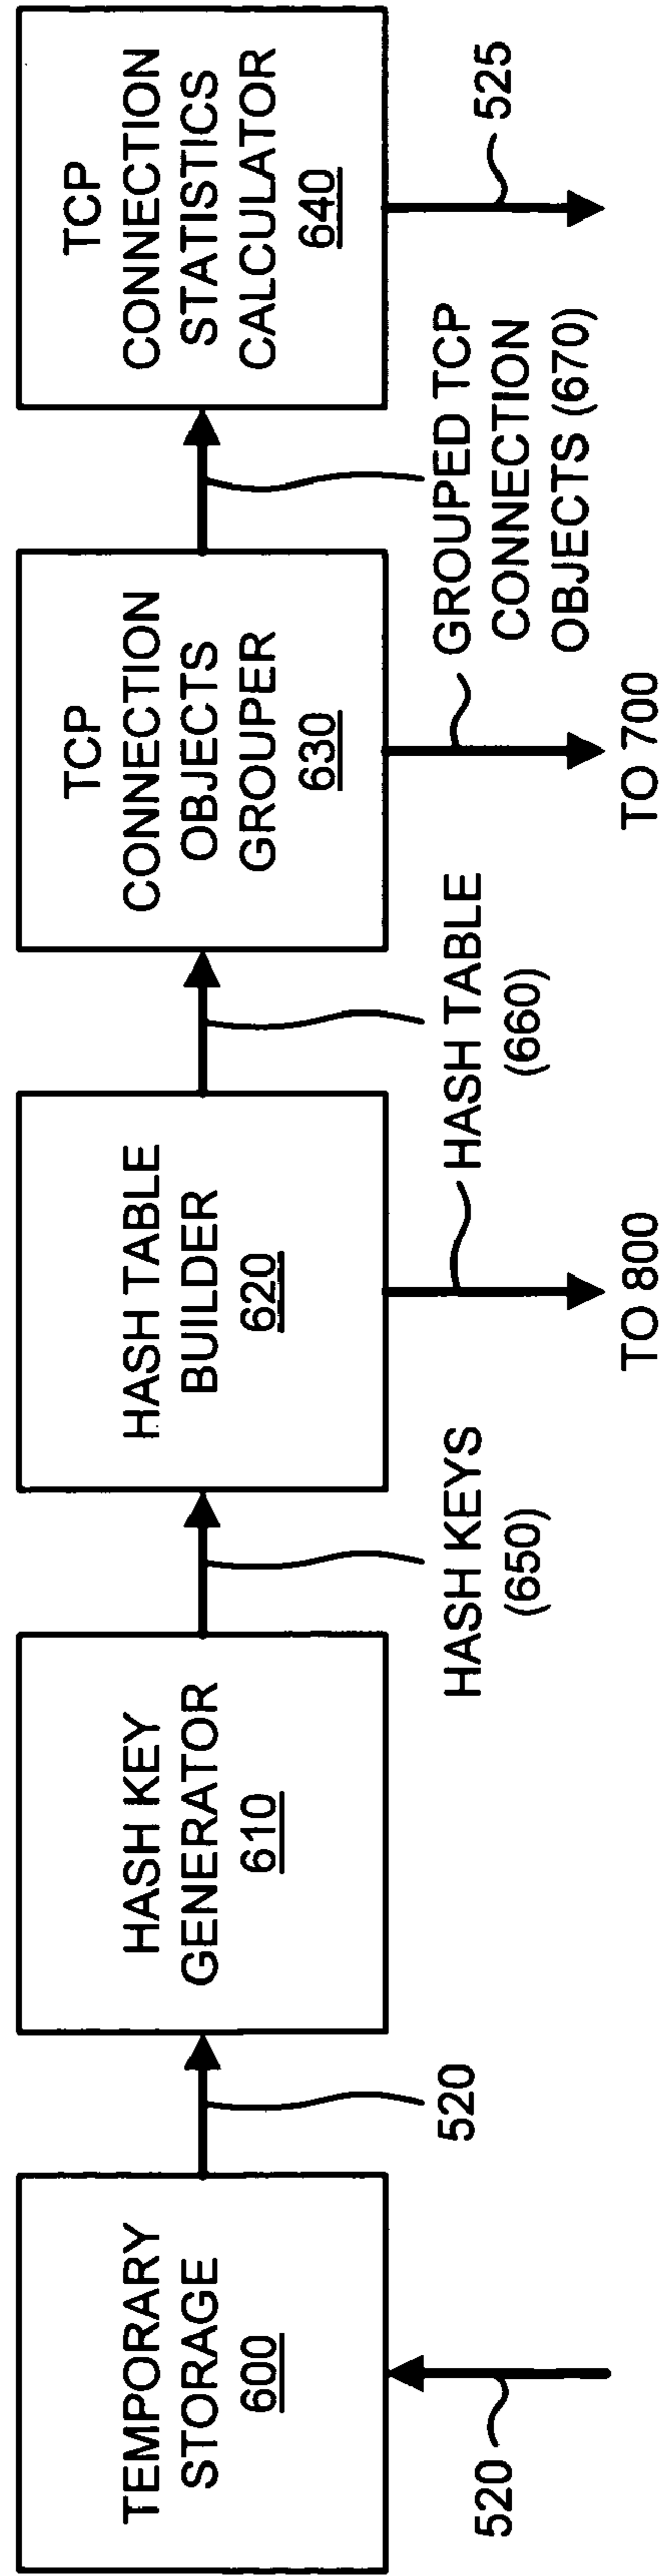 TEMPORARY
STORAGE
600
520
520
HASH KEY
GENERATOR
610
HASH KEYS
(650)
HASH TABLE
BUILDER
620
HASH TABLE
(660)
TO 800
TCP
CONNECTION
OBJECTS
GROUPER
630
GROUPED TCP
CONNECTION
OBJECTS (670)
TO 700
TCP
CONNECTION
STATISTICS
CALCULATOR
640
525